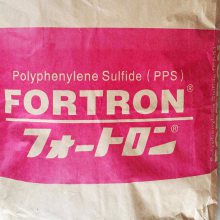 Polyphenylene Sulfide (PPS)
FORTRON®
フォートロン®